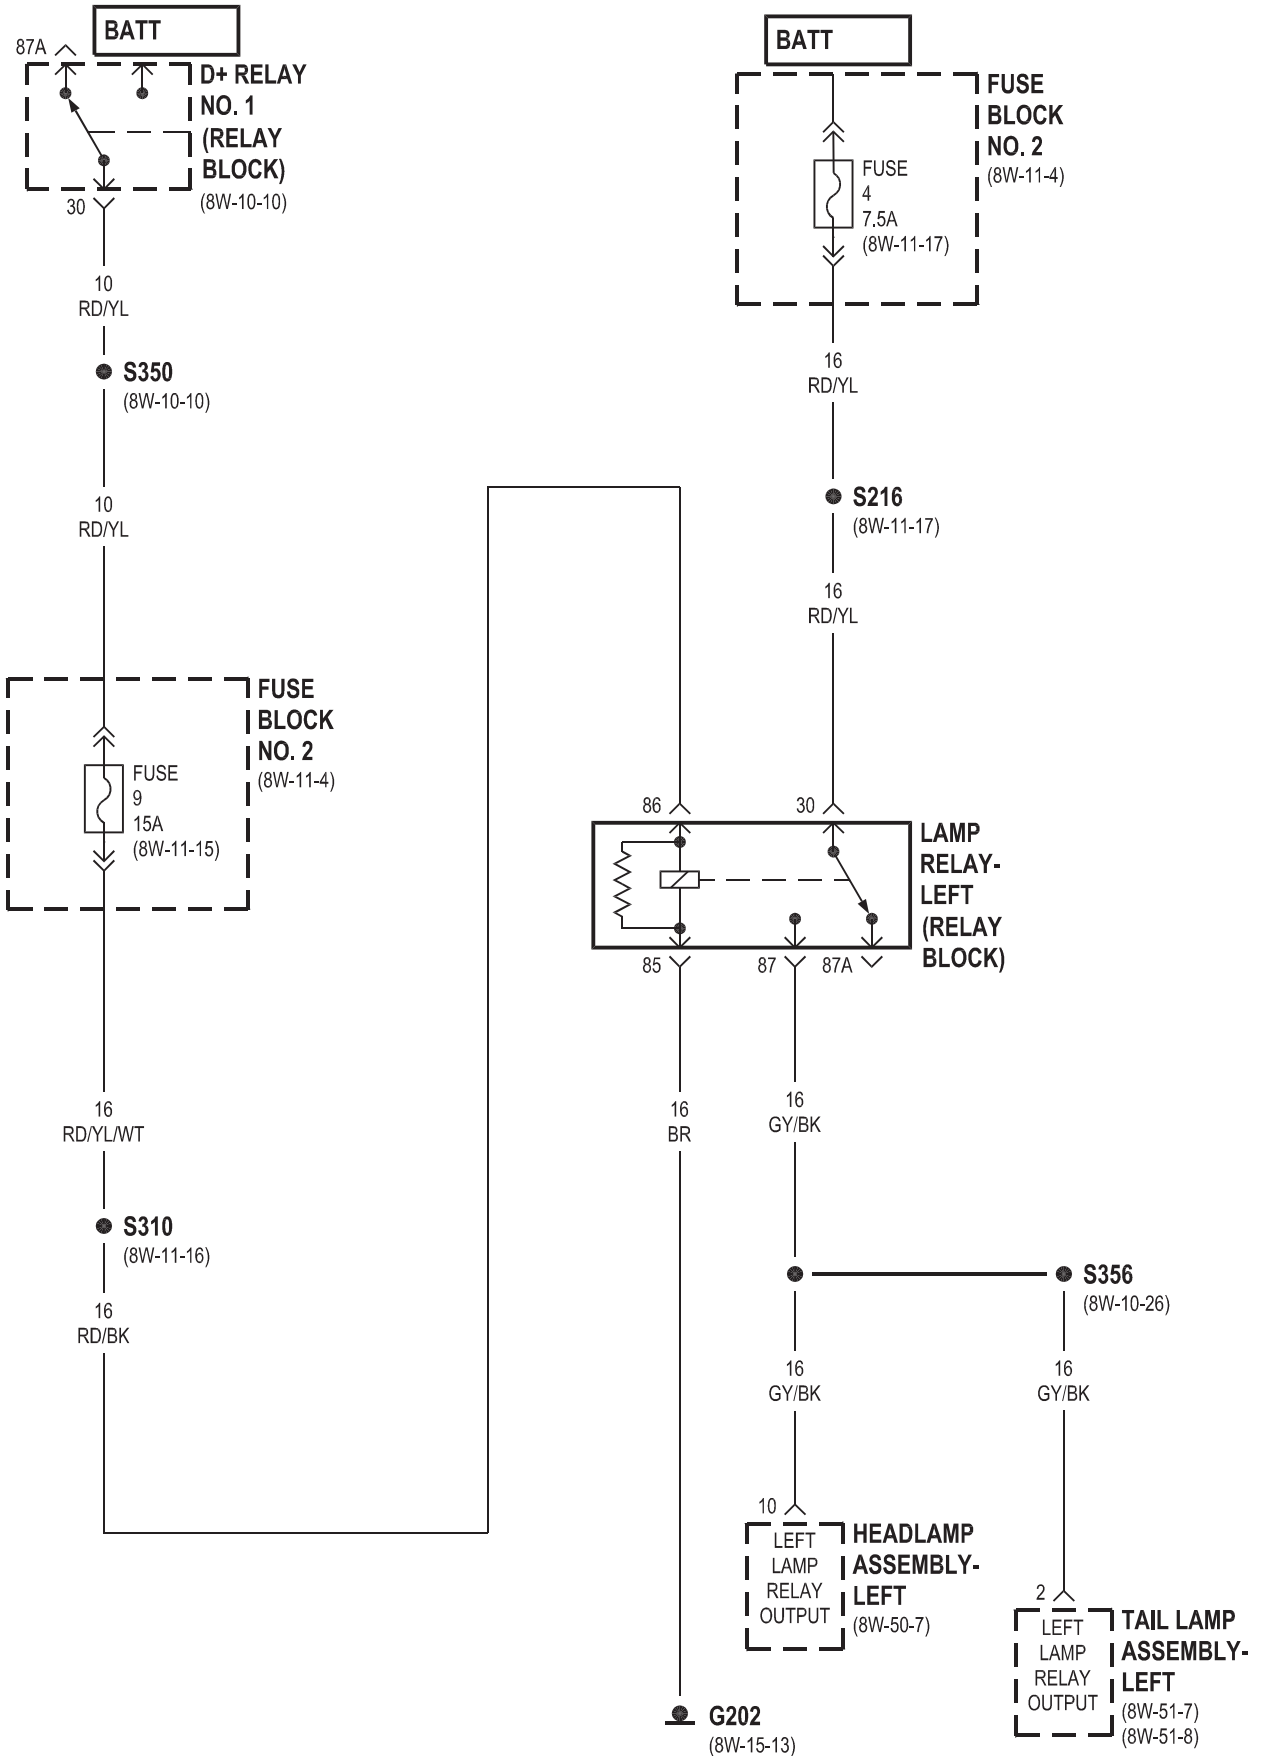 BATT
87A
D+ RELAY
NO. 1
(RELAY
BLOCK)
(8W-10-10)
30
10
RD/YL
S350
(8W-10-10)
10
RD/YL
FUSE
BLOCK
NO. 2
(8W-11-4)
FUSE
9
15A
(8W-11-15)
16
RD/YL/WT
S310
(8W-11-16)
16
RD/BK
BATT
FUSE
BLOCK
NO. 2
(8W-11-4)
FUSE
4
7.5A
(8W-11-17)
16
RD/YL
S216
(8W-11-17)
16
RD/YL
86
30
LAMP
RELAY-
LEFT
(RELAY
BLOCK)
85
87
87A
16
BR
16
GY/BK
S356
(8W-10-26)
16
GY/BK
16
GY/BK
10
LEFT
LAMP
RELAY
OUTPUT
HEADLAMP
ASSEMBLY-
LEFT
(8W-50-7)
2
LEFT
LAMP
RELAY
OUTPUT
TAIL LAMP
ASSEMBLY-
LEFT
(8W-51-7)
(8W-51-8)
G202
(8W-15-13)